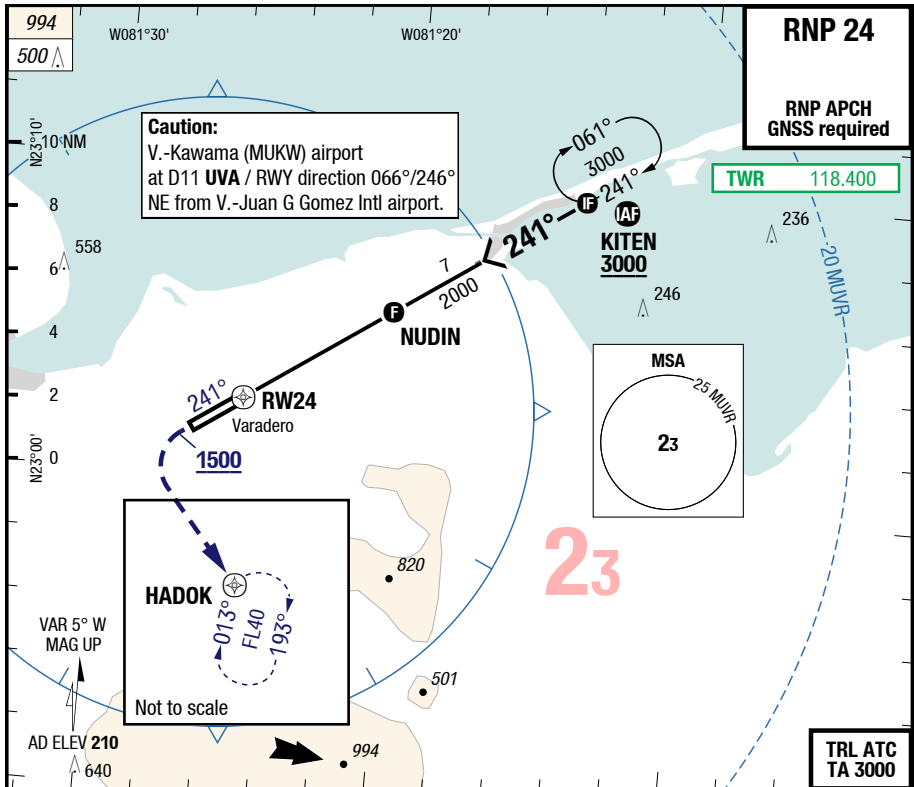 994
500
W081°30'
W081°20'
RNP 24
RNP APCH
GNSS required
TWR 118.400
N23°10'
10 NM
8
6
4
2
0
N23°00'
Caution:
V.-Kawama (MUKW) airport
at D11 UVA / RWY direction 066°/246°
NE from V.-Juan G Gomez Intl airport.
061°
3000
241°
IF
IAF
KITEN
3000
241°
236
558
20 MUVR
7
2000
246
F
NUDIN
MSA
25 MUVR
23
241°
RW24
Varadero
1500
23
820
HADOK
013°
FL40
193°
Not to scale
VAR 5° W
MAG UP
501
AD ELEV 210
640
994
TRL ATC
TA 3000